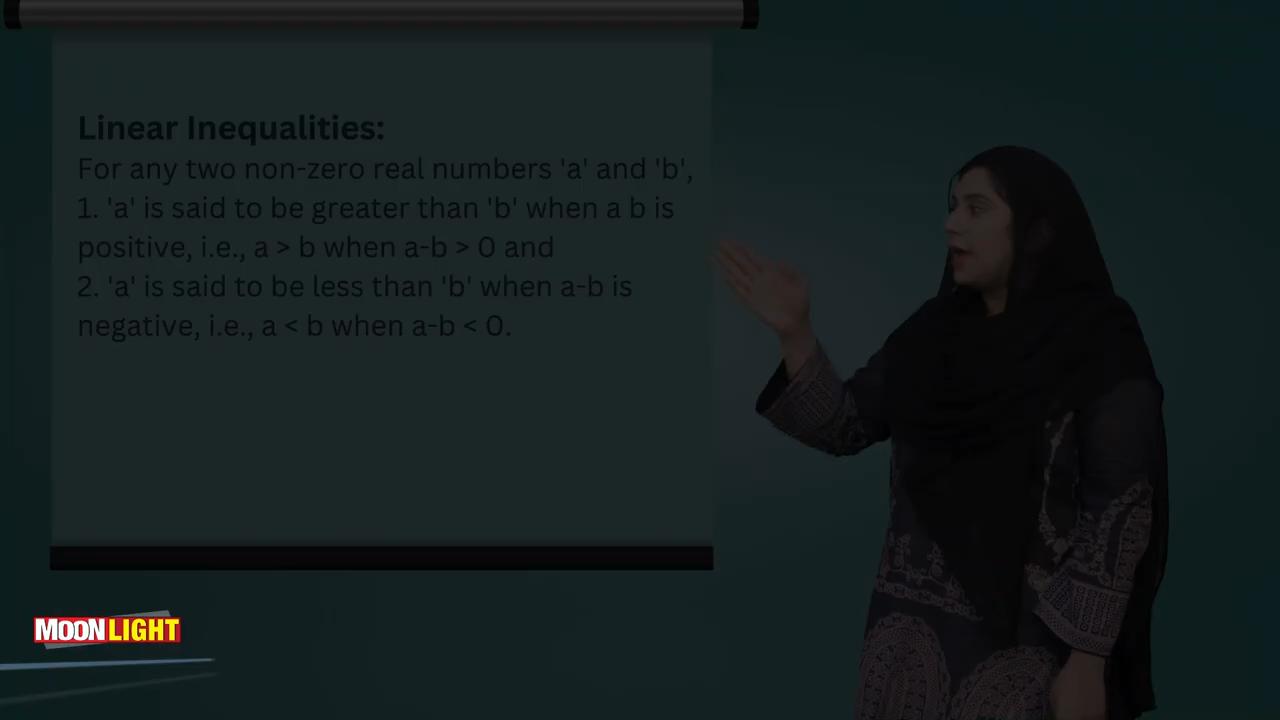 Linear Inequalities:
For any two non-zero real numbers 'a' and 'b',
1. 'a' is said to be greater than 'b' when a b is
positive, i.e., a > b when a-b > 0 and
2. 'a' is said to be less than 'b' when a-b is
negative, i.e., a < b when a-b < 0.
MOONLIGHT